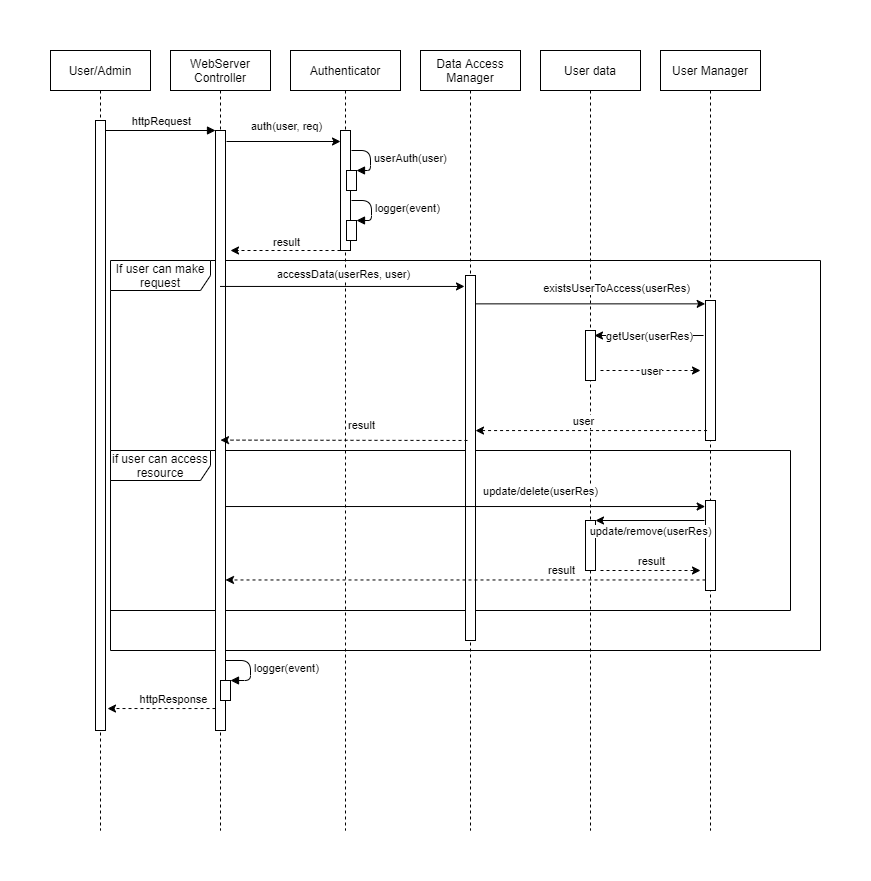 User/Admin
WebServer
Controller
Authenticator
Data Access
Manager
User data
User Manager
httpRequest
auth(user, req)
userAuth(user)
logger(event)
result
If user can make
request
accessData(userRes, user)
existsUserToAccess(userRes)
getUser(userRes)
user
user
result
if user can access
resource
update/delete(userRes)
update/remove(userRes)
result
result
logger(event)
httpResponse